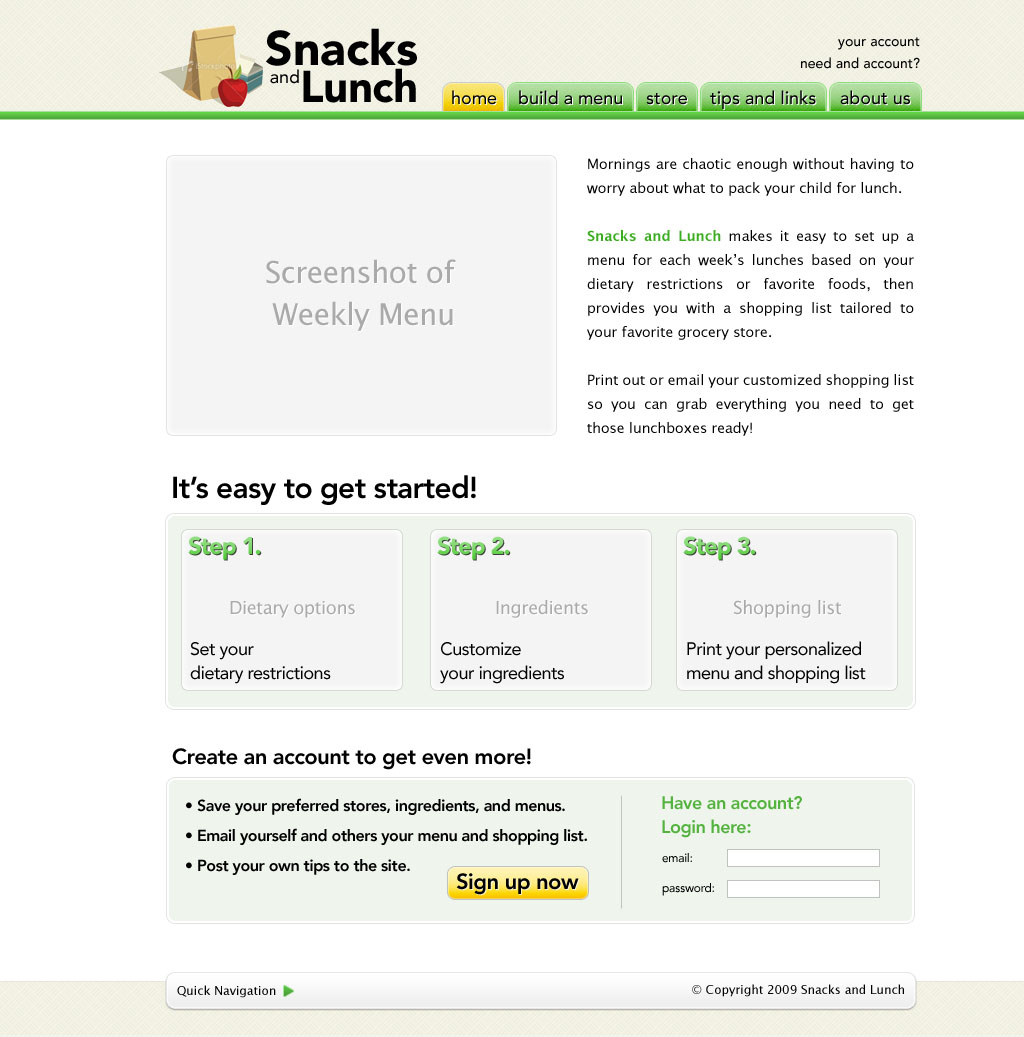 Snacks
and Lunch
your account
need and account?
home
build a menu
store
tips and links
about us
Screenshot of
Weekly Menu
Mornings are chaotic enough without having to
worry about what to pack your child for lunch.
Snacks and Lunch makes it easy to set up a
menu for each week's lunches based on your
dietary restrictions or favorite foods, then
provides you with a shopping list tailored to
your favorite grocery store.
Print out or email your customized shopping list
so you can grab everything you need to get
those lunchboxes ready!
It's easy to get started!
Step 1.
Dietary options
Set your
dietary restrictions
Step 2.
Ingredients
Customize
your ingredients
Step 3.
Shopping list
Print your personalized
menu and shopping list
Create an account to get even more!
• Save your preferred stores, ingredients, and menus.
• Email yourself and others your menu and shopping list.
• Post your own tips to the site.
Sign up now
Have an account?
Login here:
email:
password:
Quick Navigation
© Copyright 2009 Snacks and Lunch